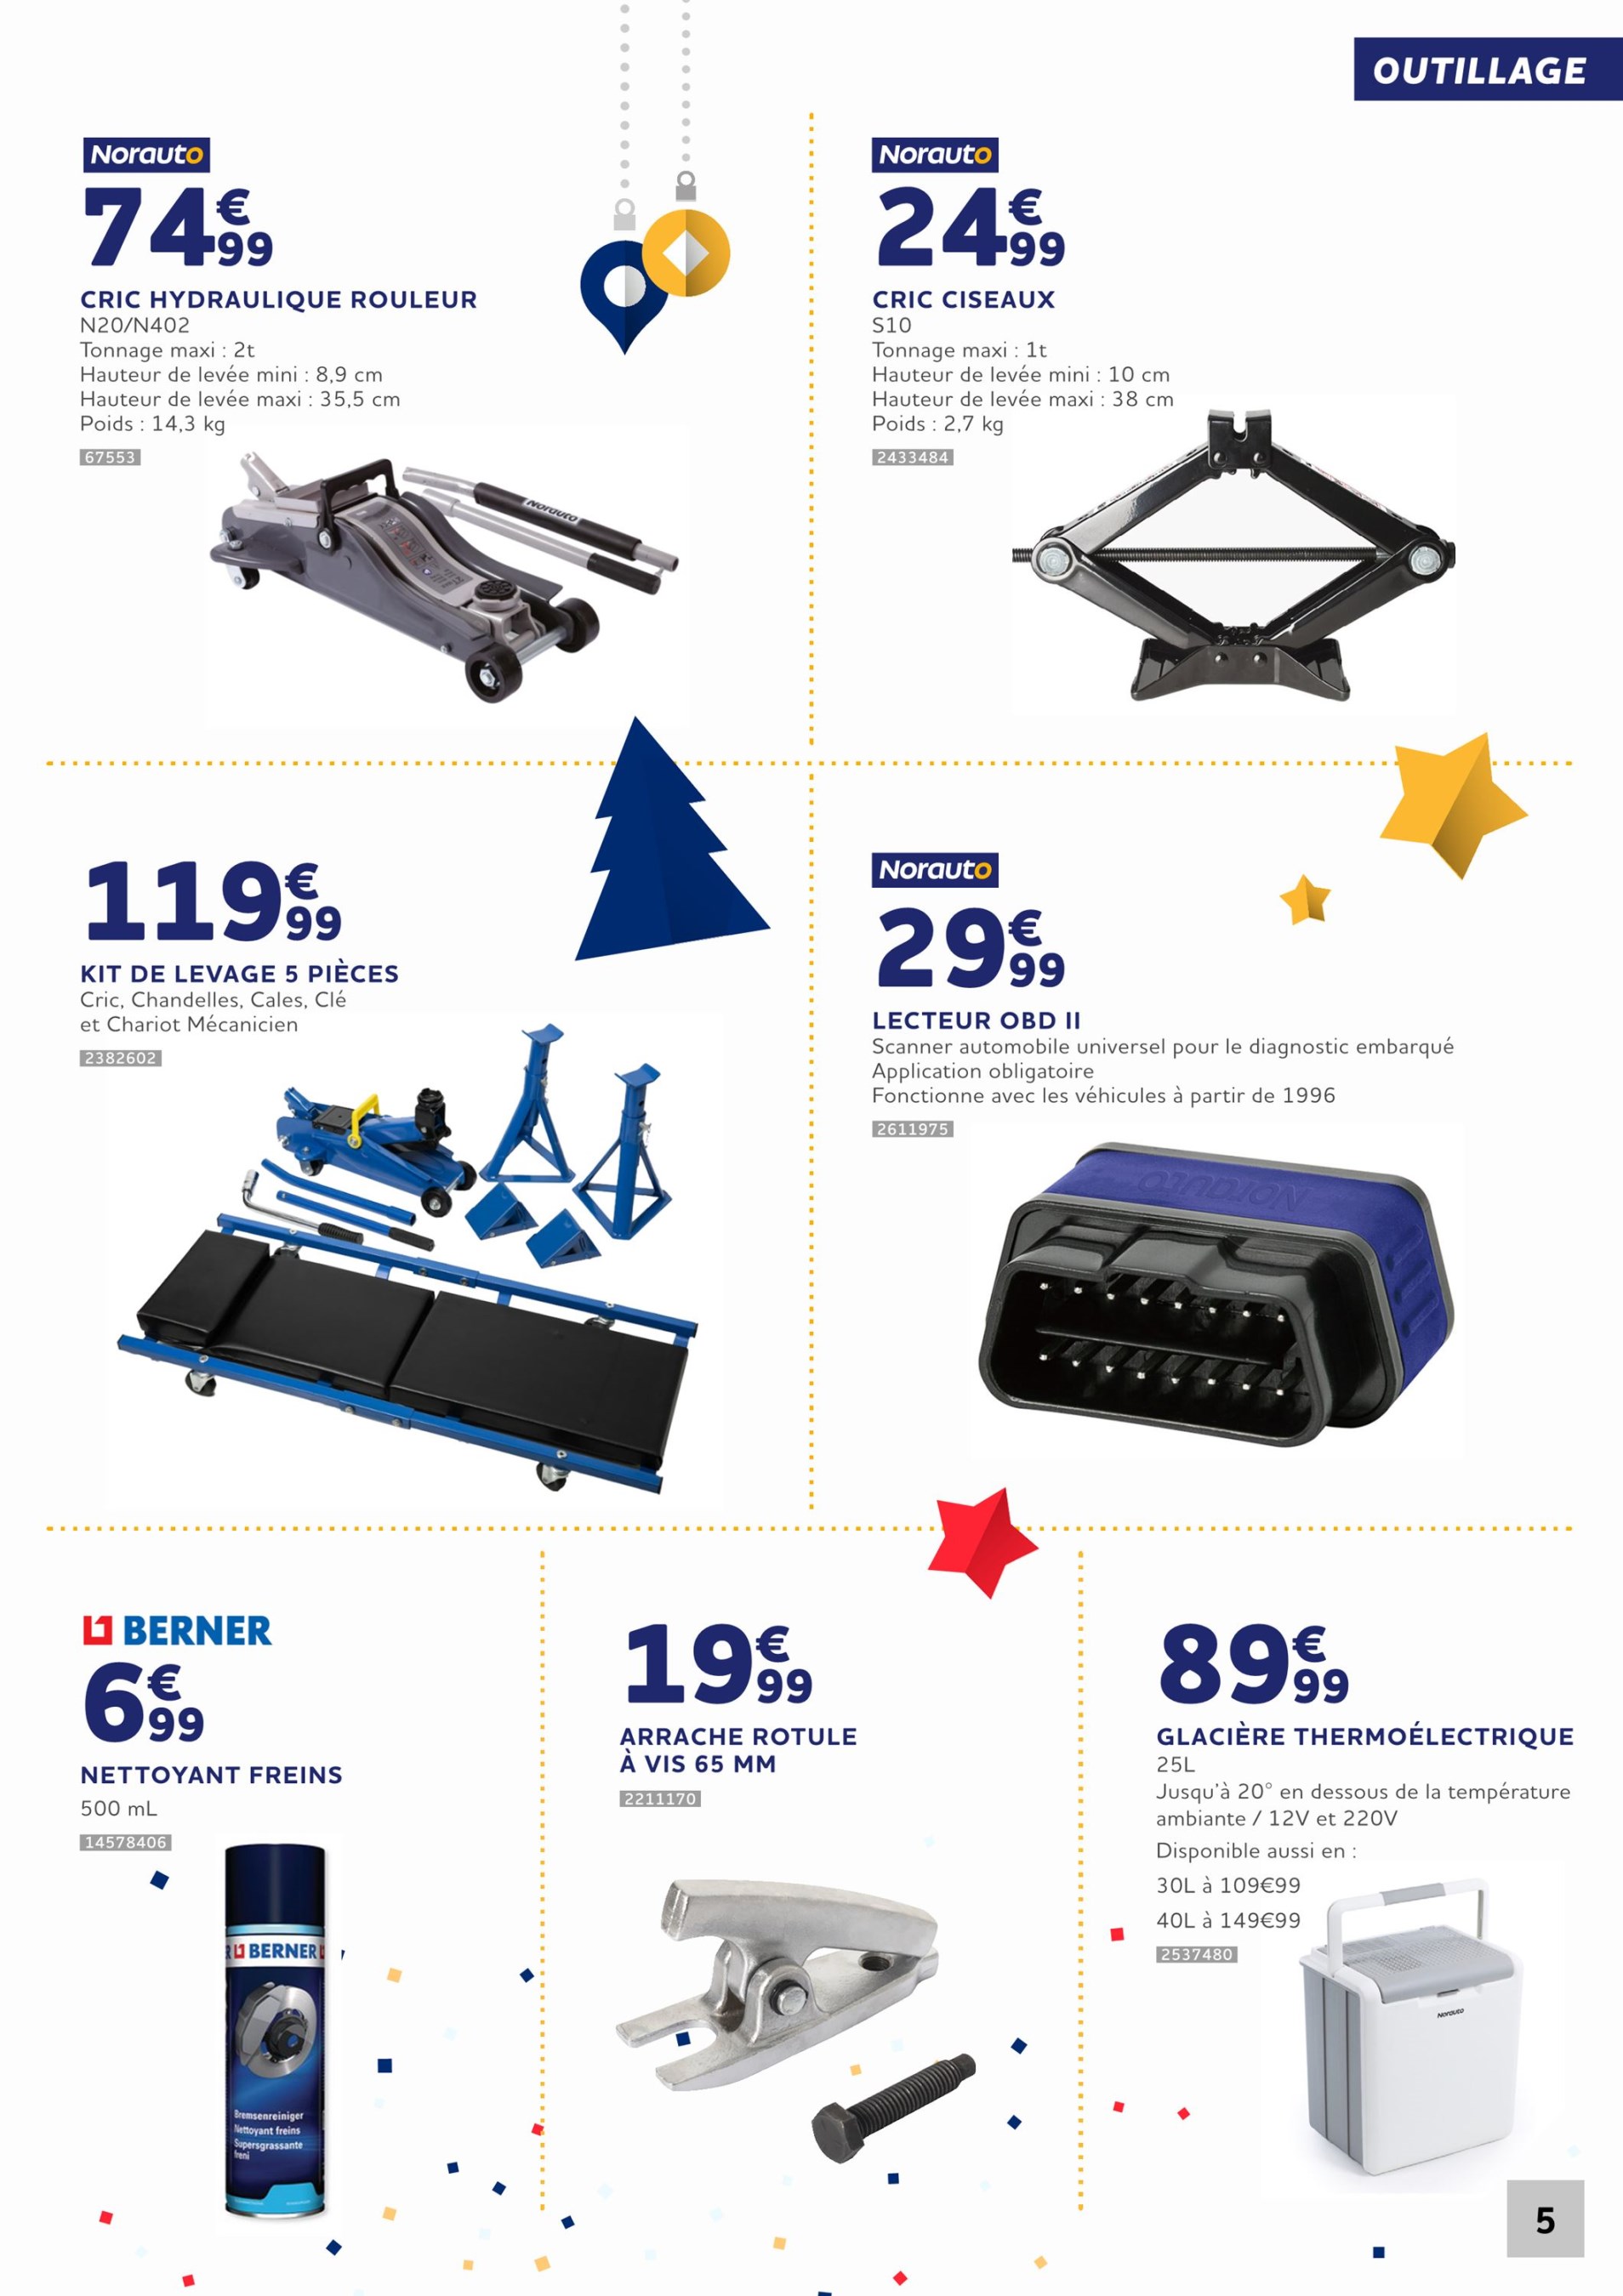 OUTILLAGE
Norauto
74€99
CRIC HYDRAULIQUE ROULEUR
N20/N402
Tonnage maxi : 2t
Hauteur de levée mini : 8,9 cm
Hauteur de levée maxi : 35,5 cm
Poids : 14,3 kg
67553
Norauto
Norauto
24€99
CRIC CISEAUX
S10
Tonnage maxi : 1t
Hauteur de levée mini : 10 cm
Hauteur de levée maxi : 38 cm
Poids : 2,7 kg
2433484
119€99
KIT DE LEVAGE 5 PIÈCES
Cric, Chandelles, Cales, Clé
et Chariot Mécanicien
2382602
Norauto
29€99
LECTEUR OBD II
Scanner automobile universel pour le diagnostic embarqué
Application obligatoire
Fonctionne avec les véhicules à partir de 1996
2611975
Norauto
BERNER
6€99
NETTOYANT FREINS
500 mL
14578406
BERNER
Bremsenreiniger
Nettoyant freins
Supersgrassante
freni
19€99
ARRACHE ROTULE
À VIS 65 MM
2211170
89€99
GLACIÈRE THERMOÉLECTRIQUE
25L
Jusqu'à 20° en dessous de la température
ambiante / 12V et 220V
Disponible aussi en :
30L à 109€99
40L à 149€99
2537480
Norauto
5